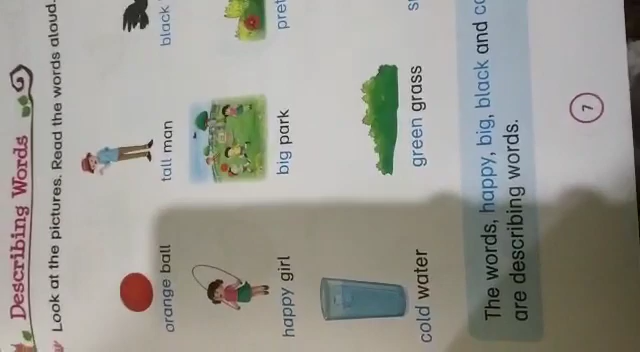 Describing Words
Look at the pictures. Read the words aloud.
orange ball tall man black
happy girl big park
cold water green grass
The words, happy, big, black and
are describing words.
7